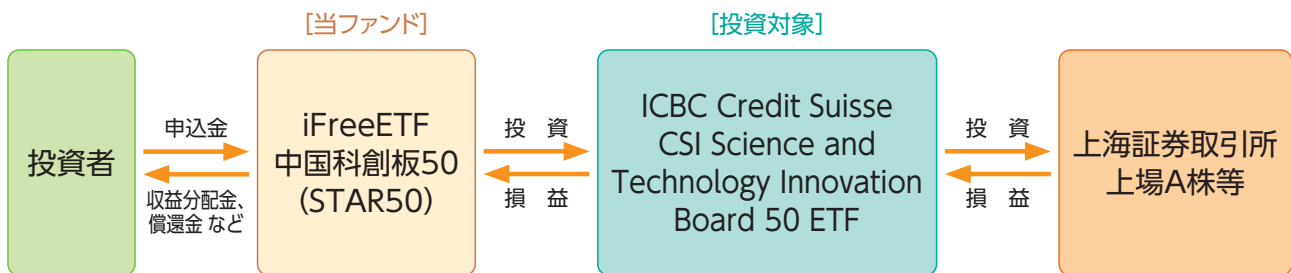 [当ファンド]
[投資対象]
投資者
申込金
収益分配金、
償還金 など
iFreeETF
中国科創板50
(STAR50)
投 資
損 益
ICBC Credit Suisse
CSI Science and
Technology Innovation
Board 50 ETF
投 資
損 益
上海証券取引所
上場A株等